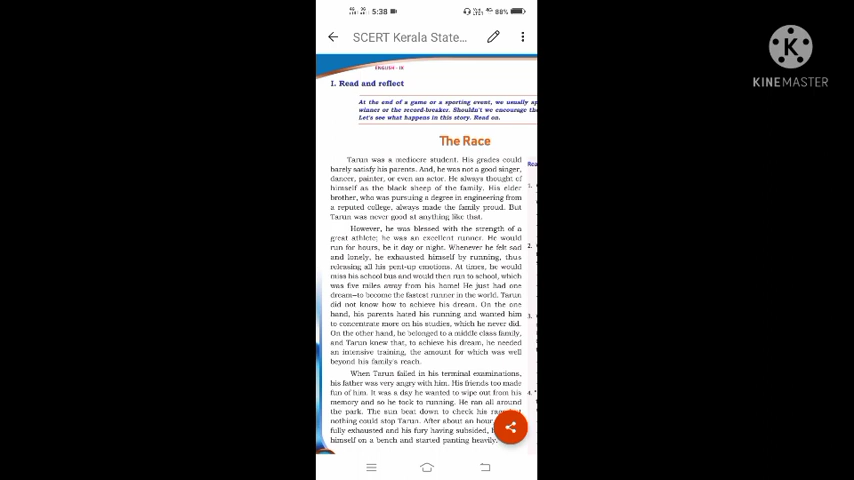 5:38
88%
SCERT Kerala State...
K
KINEMASTER
ENGLISH - IX
1. Read and reflect
At the end of a game or a sporting event, we usually ap
winner or the record-breaker. Shouldn't we encourage the
Let's see what happens in this story. Read on.
The Race
Tarun was a mediocre student. His grades could
barely satisfy his parents. And, he was not a good singer,
dancer, painter, or even an actor. He always thought of
himself as the black sheep of the family. His elder
brother, who was pursuing a degree in engineering from
a reputed college, always made the family proud. But
Tarun was never good at anything like that.
However, he was blessed with the strength of a
great athlete; he was an excellent runner. He would
run for hours, be it day or night. Whenever he felt sad
and lonely, he exhausted himself by running, thus
releasing all his pent-up emotions. At times, he would
miss his school bus and would then run to school, which
was five miles away from his home! He just had one
dream—to become the fastest runner in the world. Tarun
did not know how to achieve his dream. On the one
hand, his parents hated his running and wanted him
to concentrate more on his studies, which he never did.
On the other hand, he belonged to a middle class family,
and Tarun knew that, to achieve his dream, he needed
an intensive training, the amount for which was well
beyond his family's reach.
When Tarun failed in his terminal examinations,
his father was very angry with him. His friends too made
fun of him. It was a day he wanted to wipe out from his
memory and so he took to running. He ran all around
the park. The sun beat down to check his rage but
nothing could stop Tarun. After about an hour,
fully exhausted and his fury having subsided,
himself on a bench and started panting heavily.
Rea
1.
2.
3.
4.